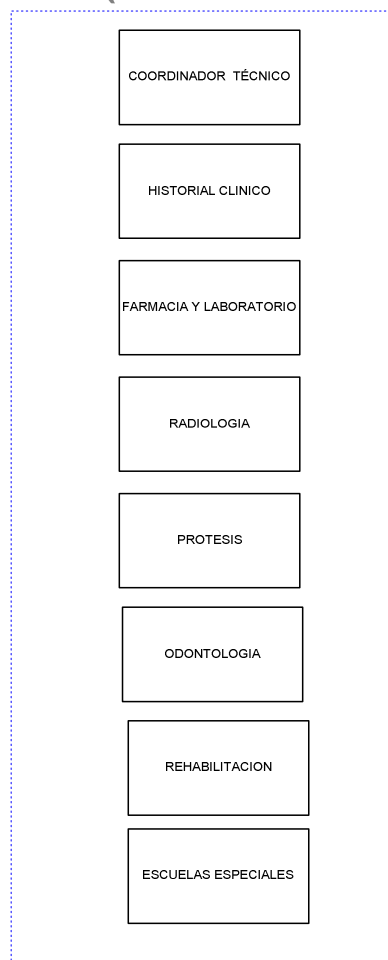 COORDINADOR TÉCNICO
HISTORIAL CLINICO
FARMACIA Y LABORATORIO
RADIOLOGIA
PROTESIS
ODONTOLOGIA
REHABILITACION
ESCUELAS ESPECIALES